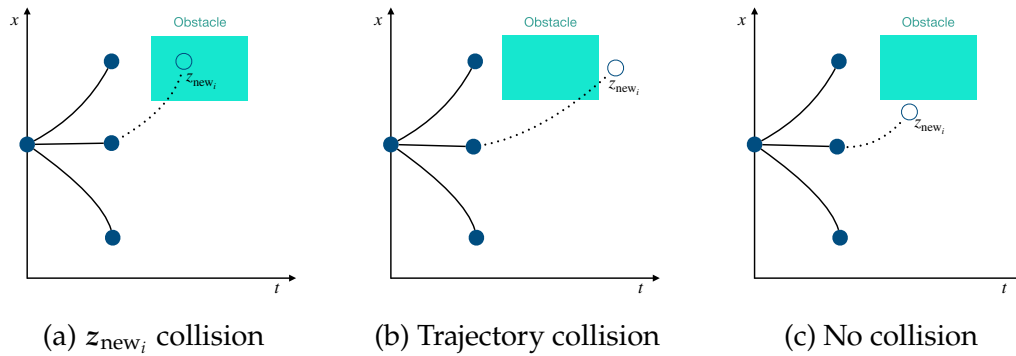 x Obstacle z_new_i t
(a) z_new_i collision
x Obstacle z_new_i t
(b) Trajectory collision
x Obstacle z_new_i t
(c) No collision